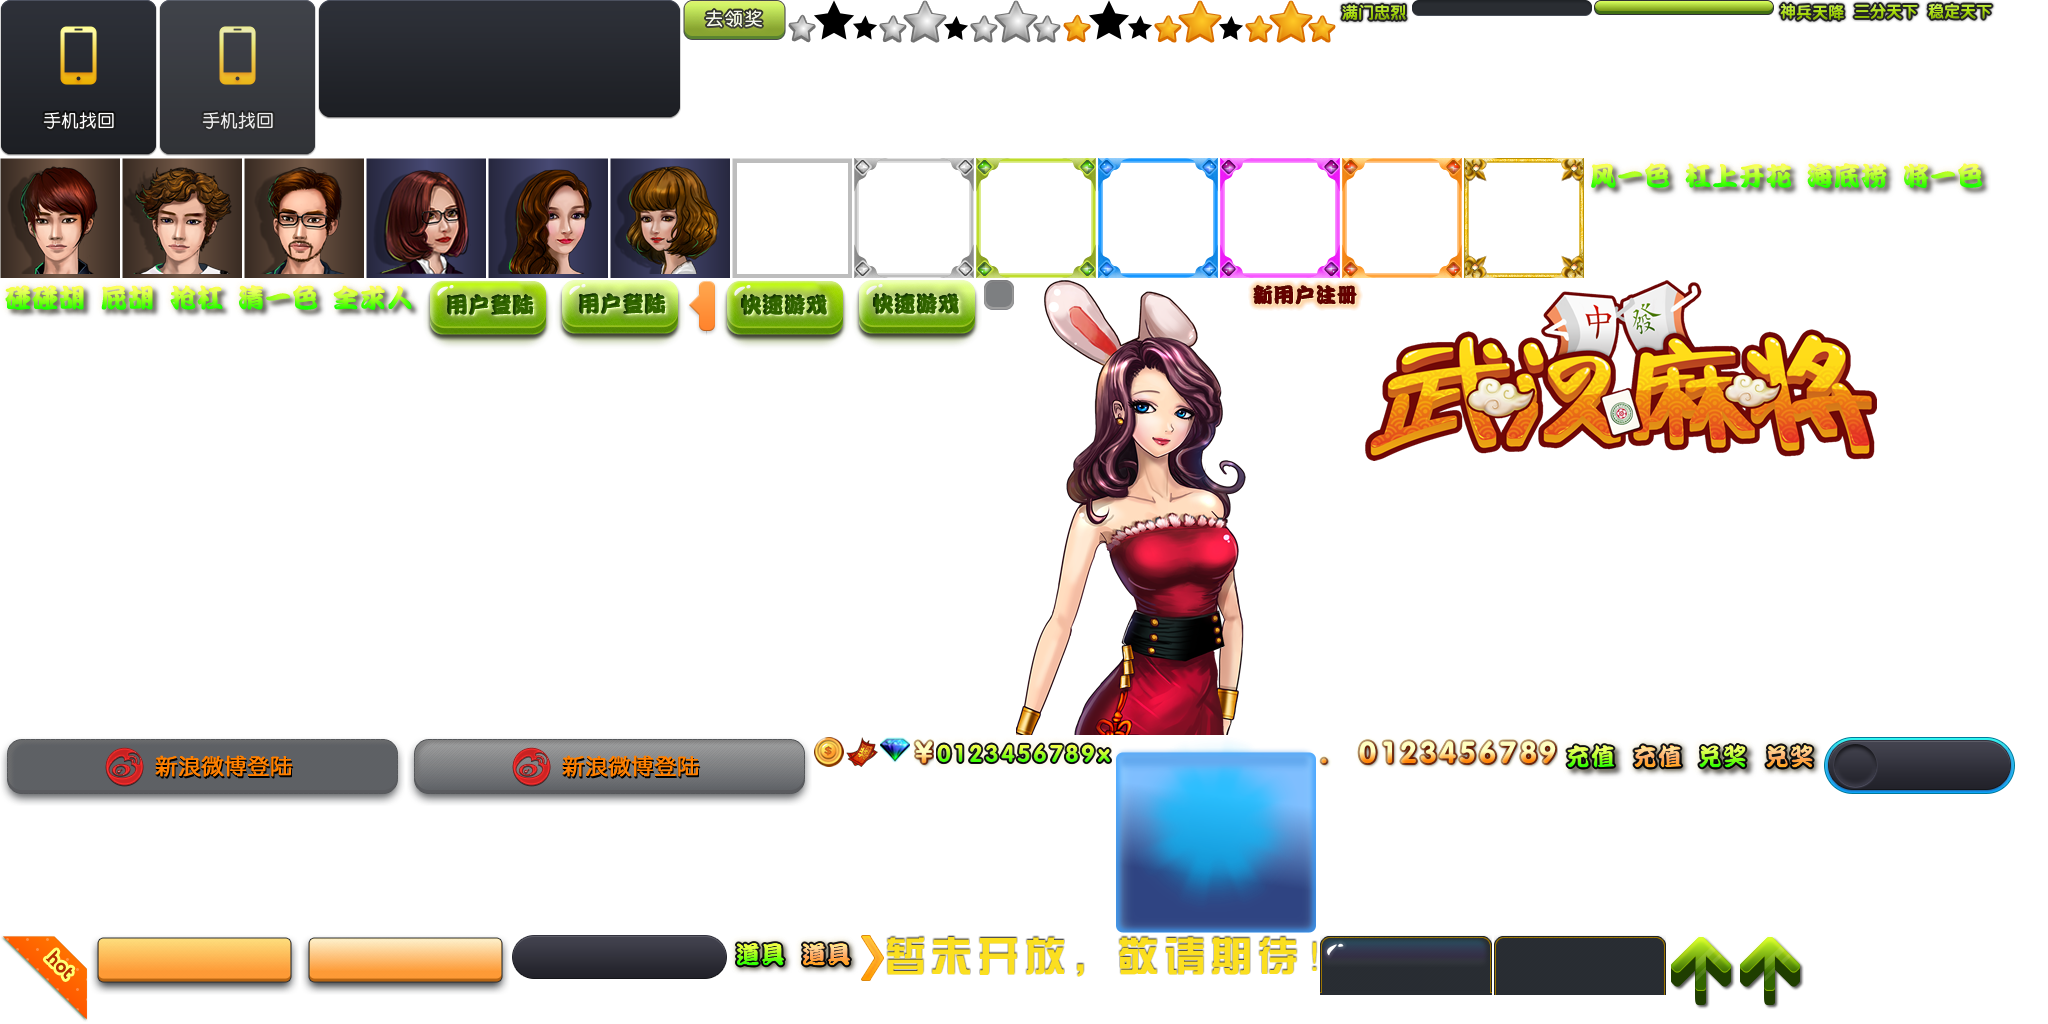 手机找回
手机找回
去领奖
满门忠烈
神兵天降 三分天下 稳定天下
风一色 杠上开花 海底捞 将一色
碰碰胡 屁胡 抢杠 清一色 全求人
用户登陆
用户登陆
快速游戏
快速游戏
新用户注册
中 發
武汉麻将
新浪微博登陆
新浪微博登陆
¥0123456789x
. 0123456789
充值 充值 兑奖 兑奖
hot
道具 道具
暂未开放，敬请期待！